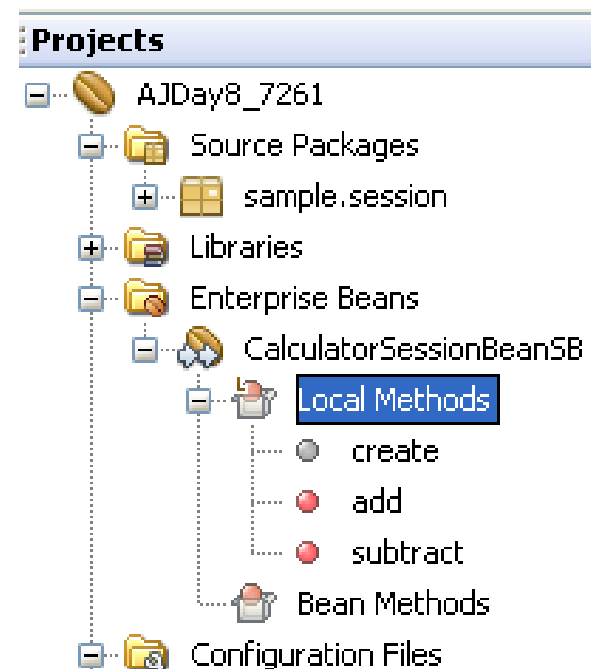 Projects
AJDay8_7261
Source Packages
sample.session
Libraries
Enterprise Beans
CalculatorSessionBeanSB
Local Methods
create
add
subtract
Bean Methods
Configuration Files